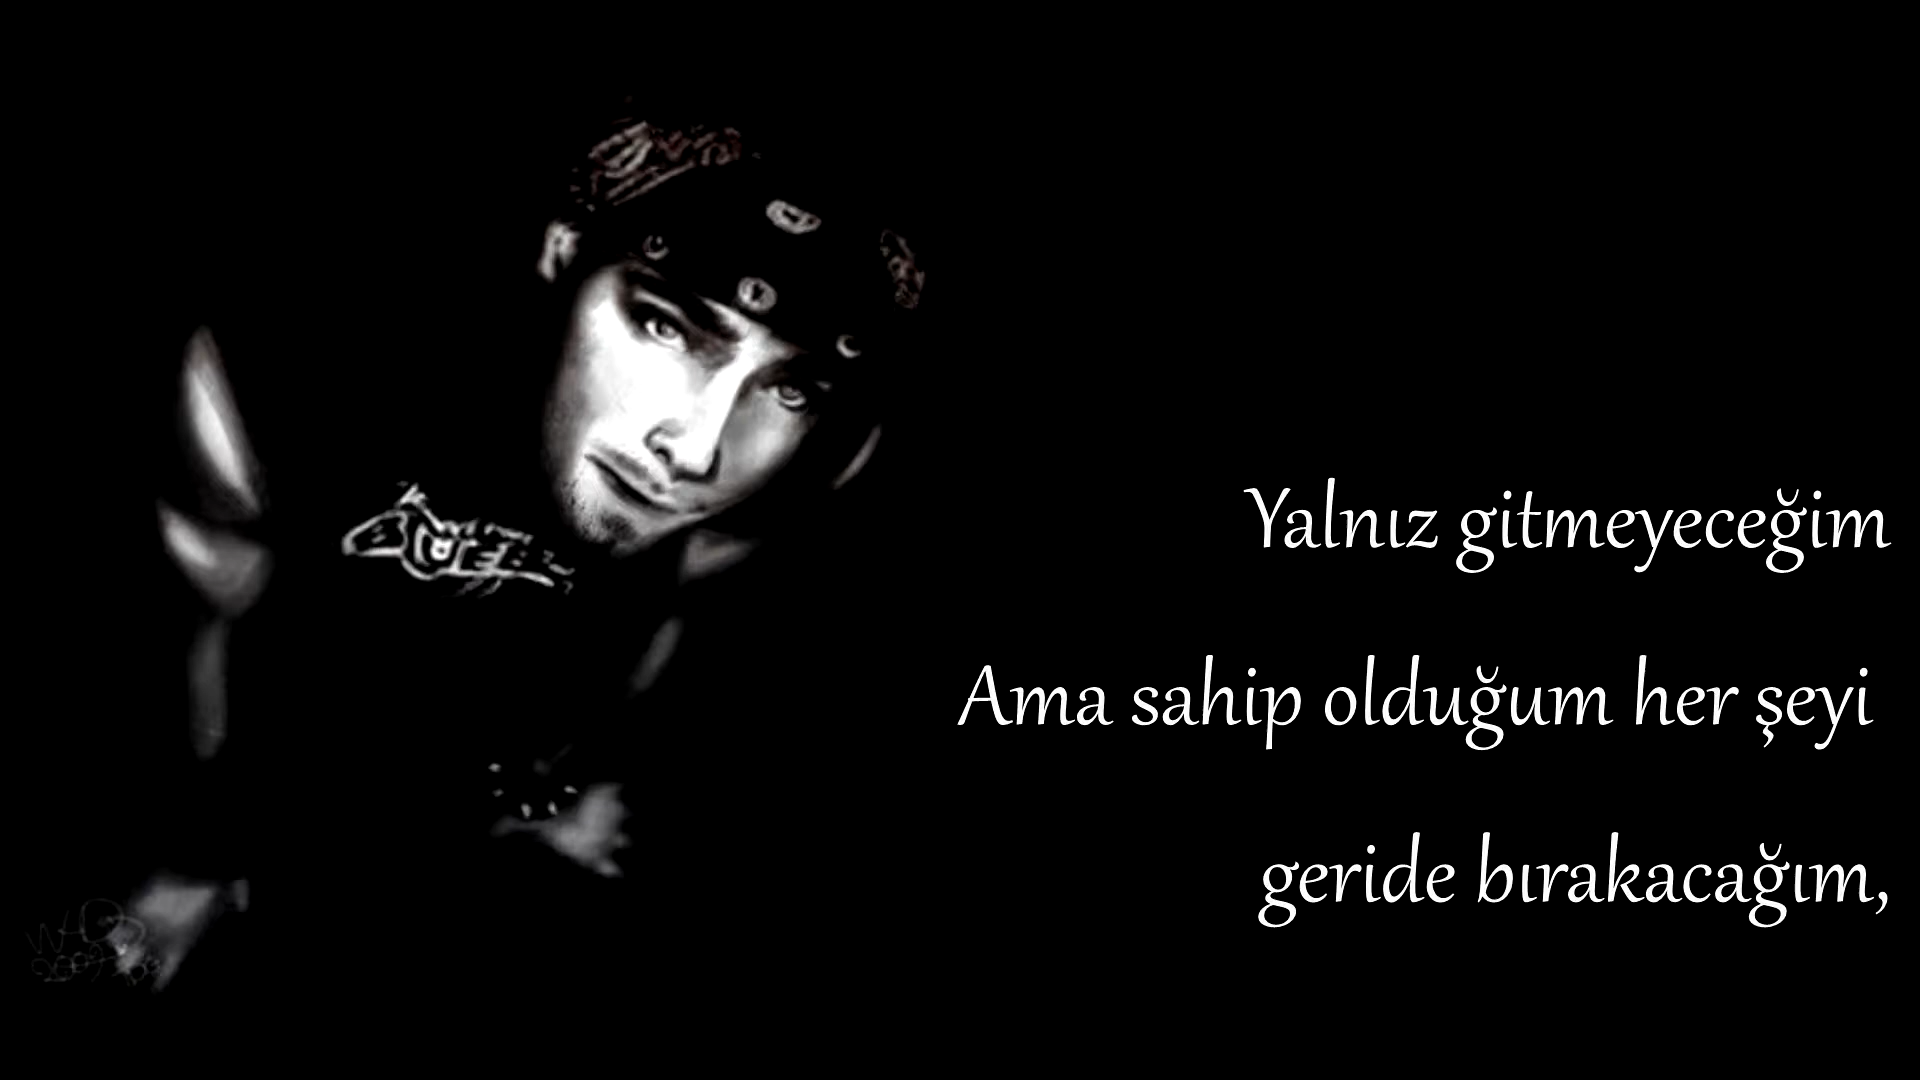 Yalnız gitmeyeceğim
Ama sahip olduğum her şeyi
geride bırakacağım,